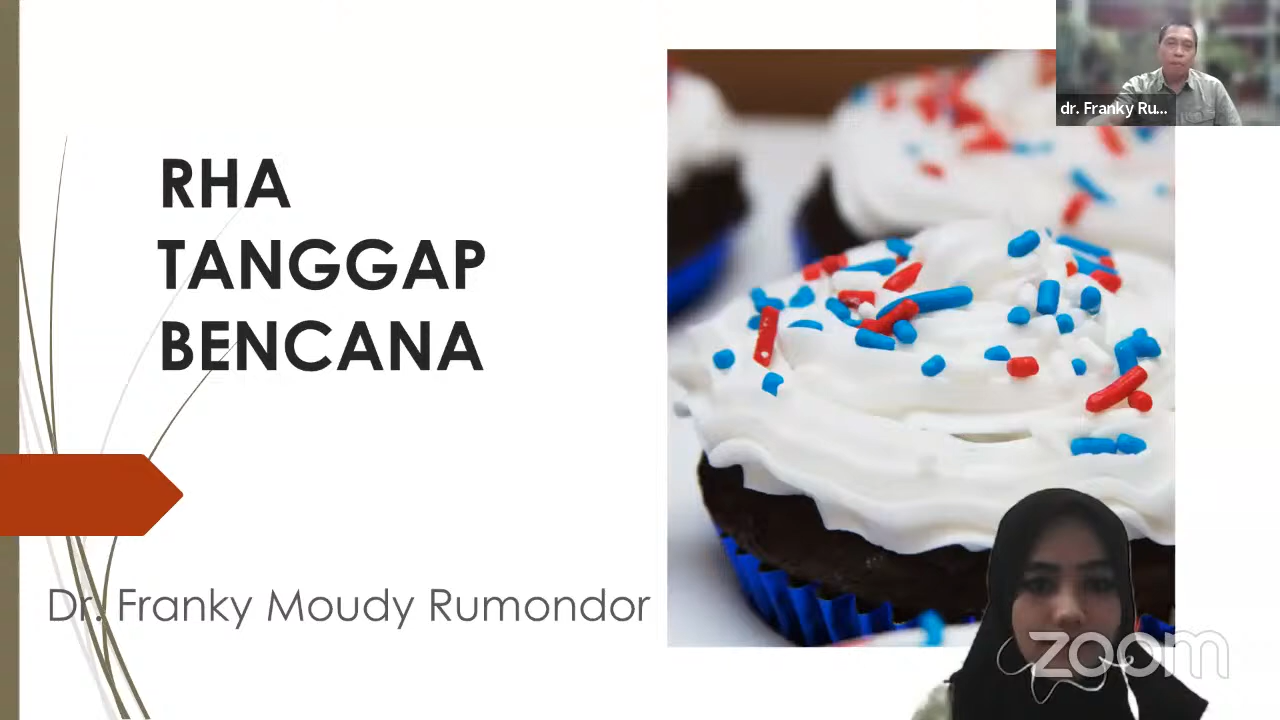 RHA
TANGGAP
BENCANA
Dr. Franky Moudy Rumondor
dr. Franky Ru...
zoom